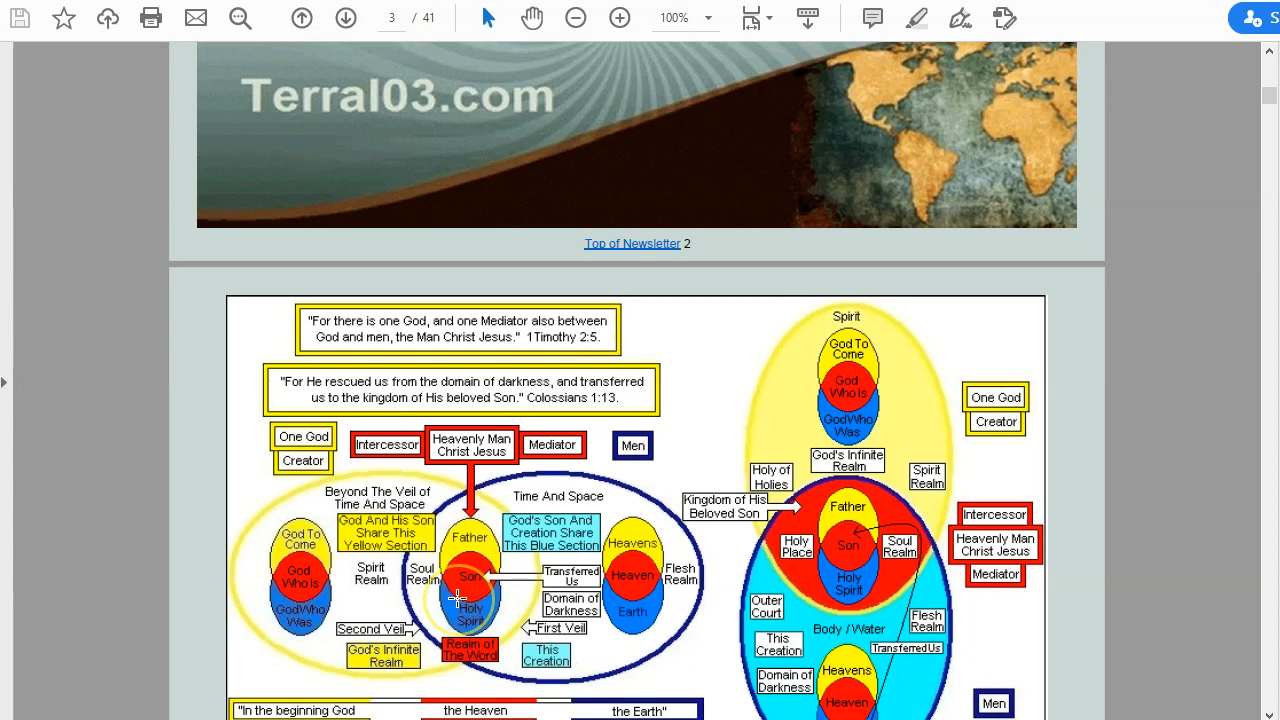 3 / 41
100%
S
Terral03.com
Top of Newsletter 2
"For there is one God, and one Mediator also between
God and men, the Man Christ Jesus." 1Timothy 2:5.
"For He rescued us from the domain of darkness, and transferred
us to the kingdom of His beloved Son." Colossians 1:13.
One God
Creator
Intercessor
Heavenly Man
Christ Jesus
Mediator
Men
Beyond The Veil of
Time And Space
Time And Space
God And His Son
Share This
Yellow Section
God's Son And
Creation Share
This Blue Section
God To
Come
God
Who Is
God Who
Was
Spirit
Realm
Soul
Realm
Father
Son
Holy
Spirit
Transferred
Us
Domain of
Darkness
First Veil
Second Veil
God's Infinite
Realm
Realm of
The Word
This
Creation
Heavens
Heaven
Earth
Flesh
Realm
"In the beginning God
the Heaven
the Earth"
Spirit
God To
Come
God
Who Is
God Who
Was
God's Infinite
Realm
Holy of
Holies
Spirit
Realm
One God
Creator
Kingdom of His
Beloved Son
Father
Son
Holy
Spirit
Holy
Place
Soul
Realm
Intercessor
Heavenly Man
Christ Jesus
Mediator
Outer
Court
Body / Water
Flesh
Realm
This
Creation
Transferred Us
Domain of
Darkness
Heavens
Heaven
Men